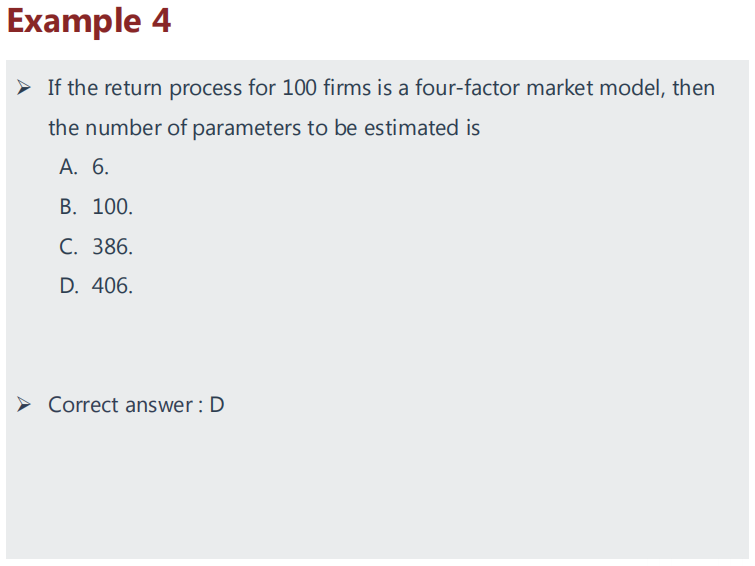 Example 4
➢ If the return process for 100 firms is a four-factor market model, then
the number of parameters to be estimated is
A. 6.
B. 100.
C. 386.
D. 406.
➢ Correct answer : D